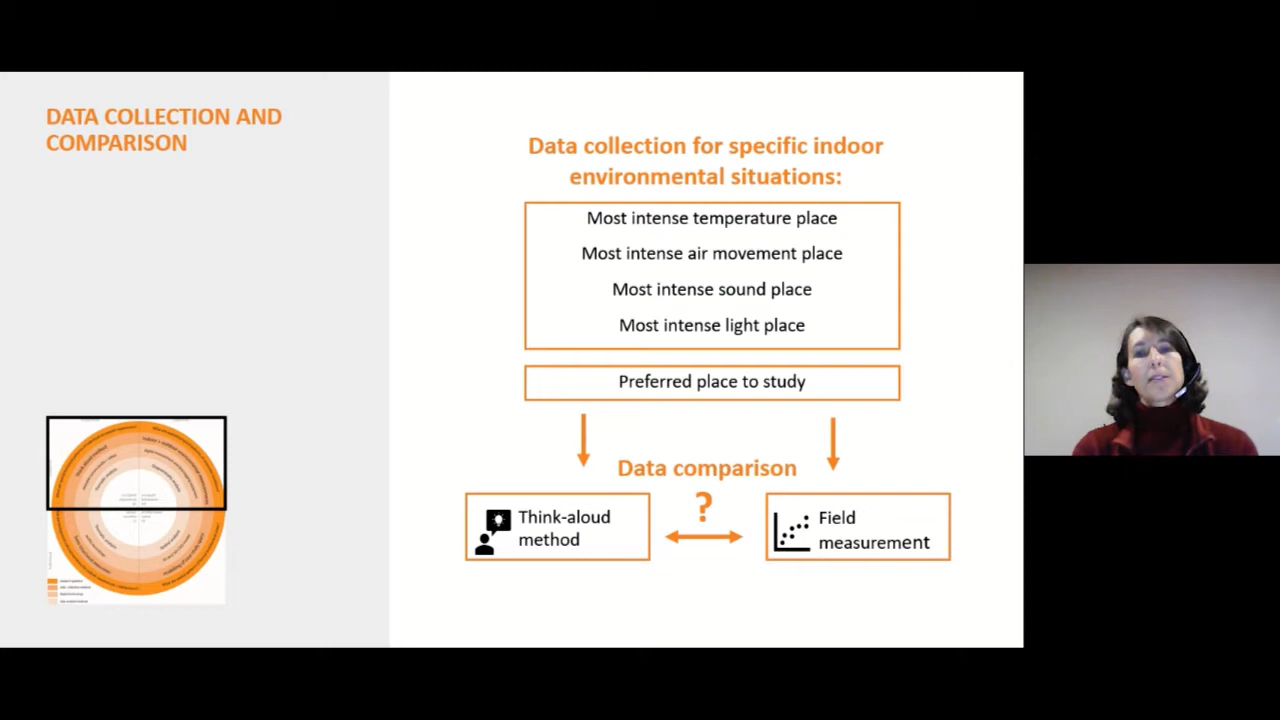 DATA COLLECTION AND
COMPARISON
Data collection for specific indoor
environmental situations:
Most intense temperature place
Most intense air movement place
Most intense sound place
Most intense light place
Preferred place to study
Data comparison
Think-aloud
method
?
Field
measurement